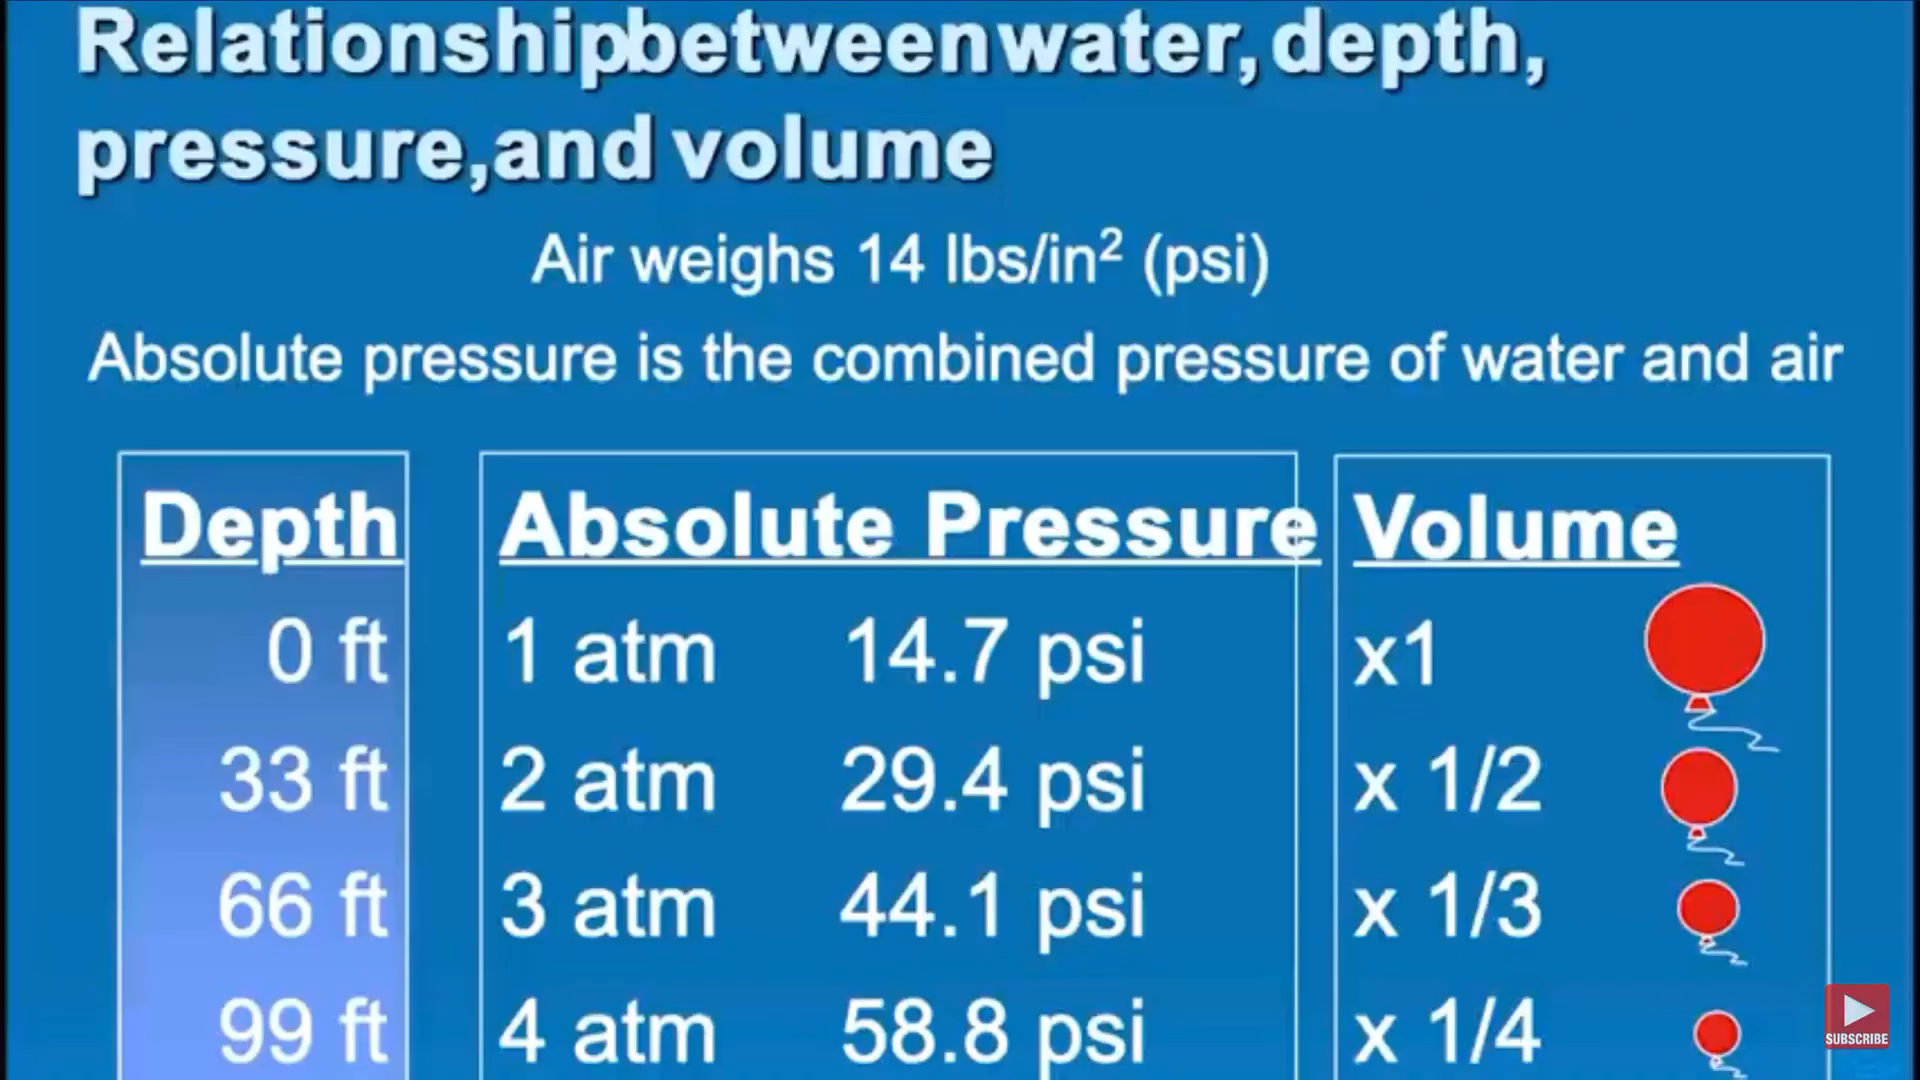 Relationshipbetweenwater, depth,
pressure,and volume
Air weighs 14 lbs/in² (psi)
Absolute pressure is the combined pressure of water and air
Depth Absolute Pressure Volume
0 ft 1 atm 14.7 psi x1
33 ft 2 atm 29.4 psi x 1/2
66 ft 3 atm 44.1 psi x 1/3
99 ft 4 atm 58.8 psi x 1/4
SUBSCRIBE